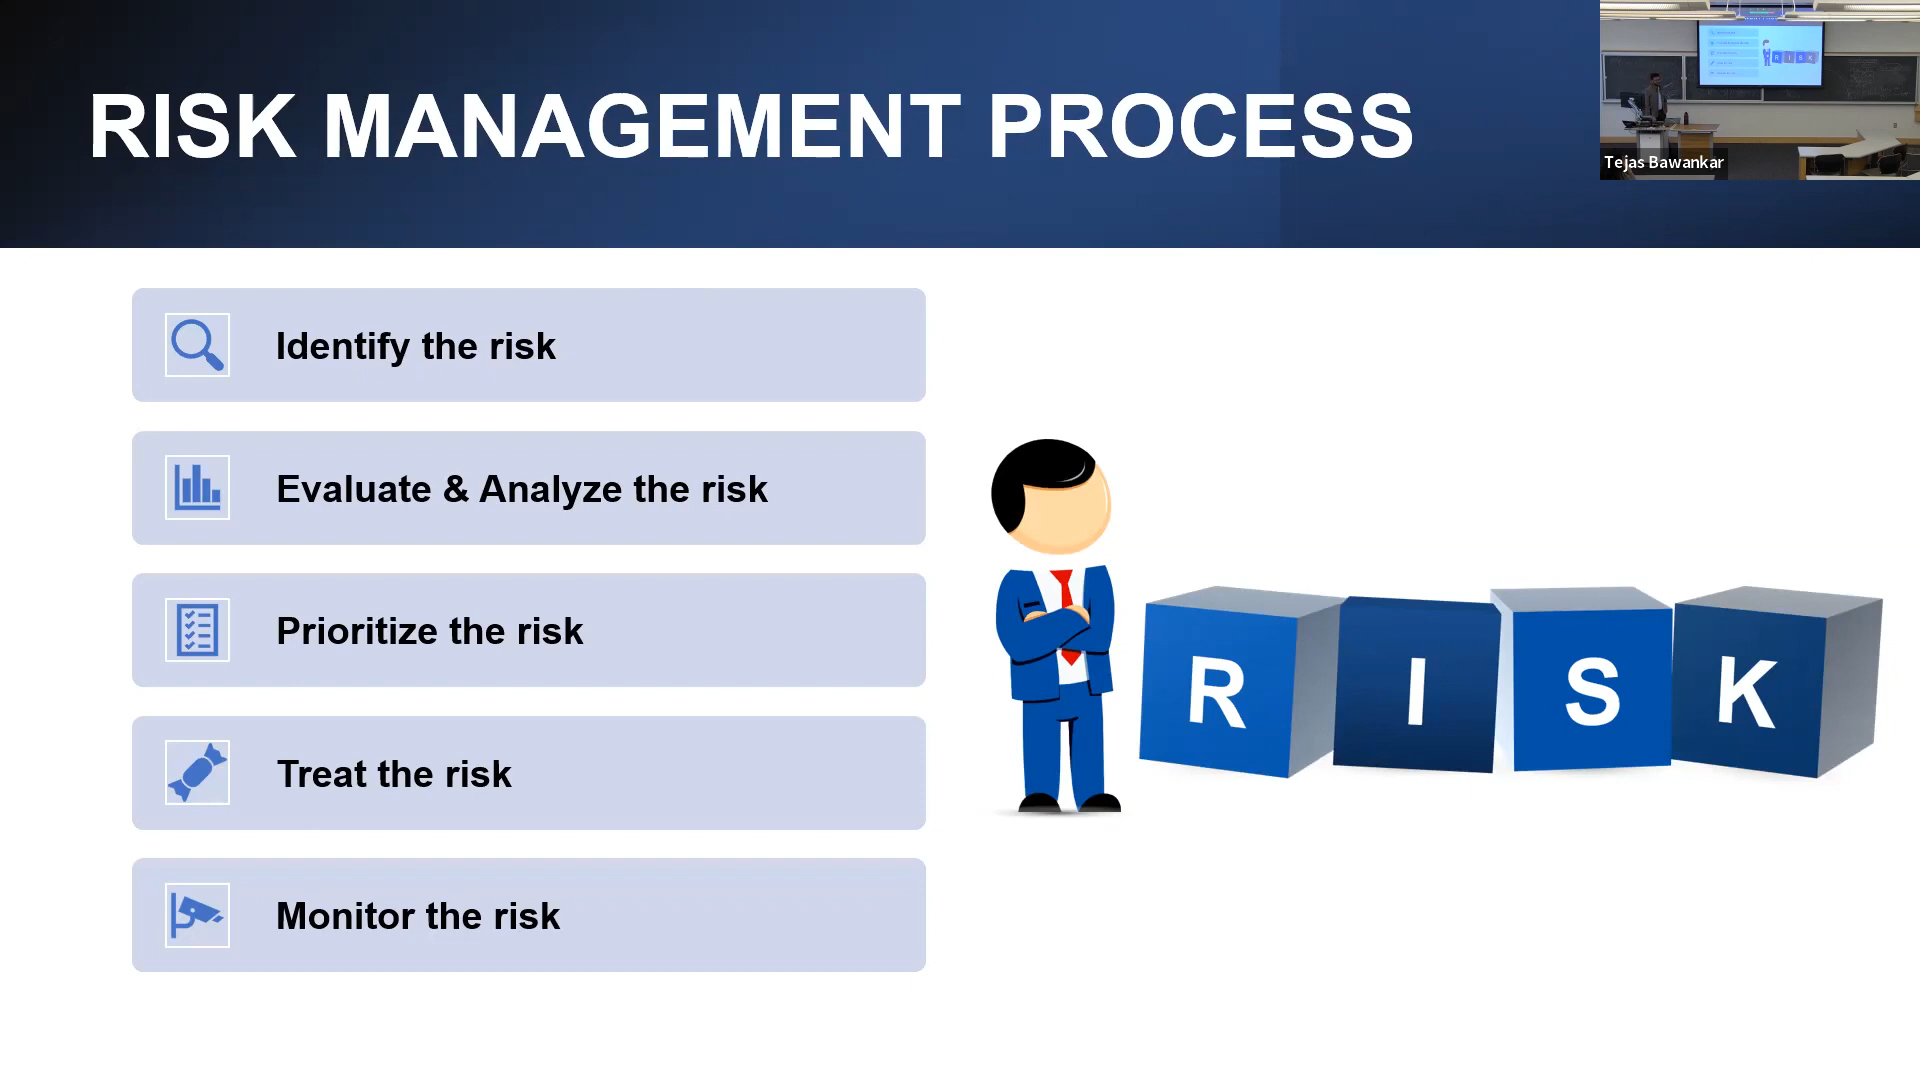 RISK MANAGEMENT PROCESS
Tejas Bawankar
Identify the risk
Evaluate & Analyze the risk
Prioritize the risk
Treat the risk
Monitor the risk
R I S K